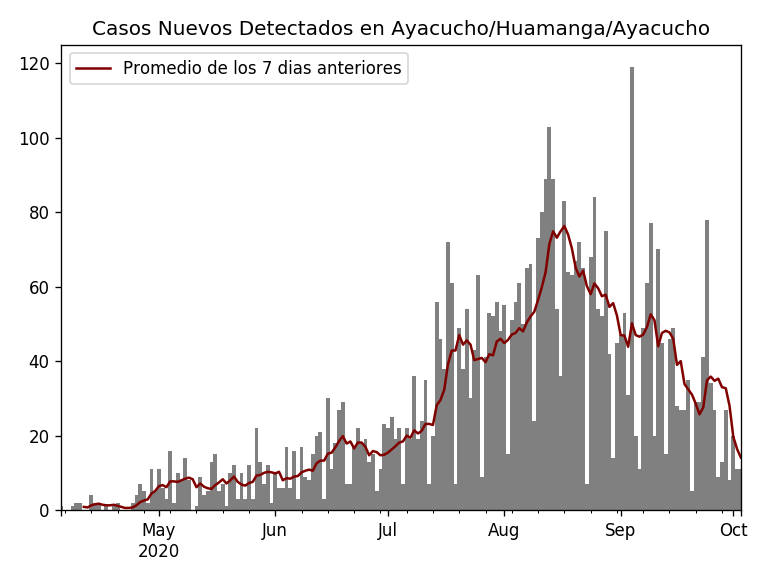 Casos Nuevos Detectados en Ayacucho/Huamanga/Ayacucho
Promedio de los 7 dias anteriores
120
100
80
60
40
20
0
May Jun Jul Aug Sep Oct
2020